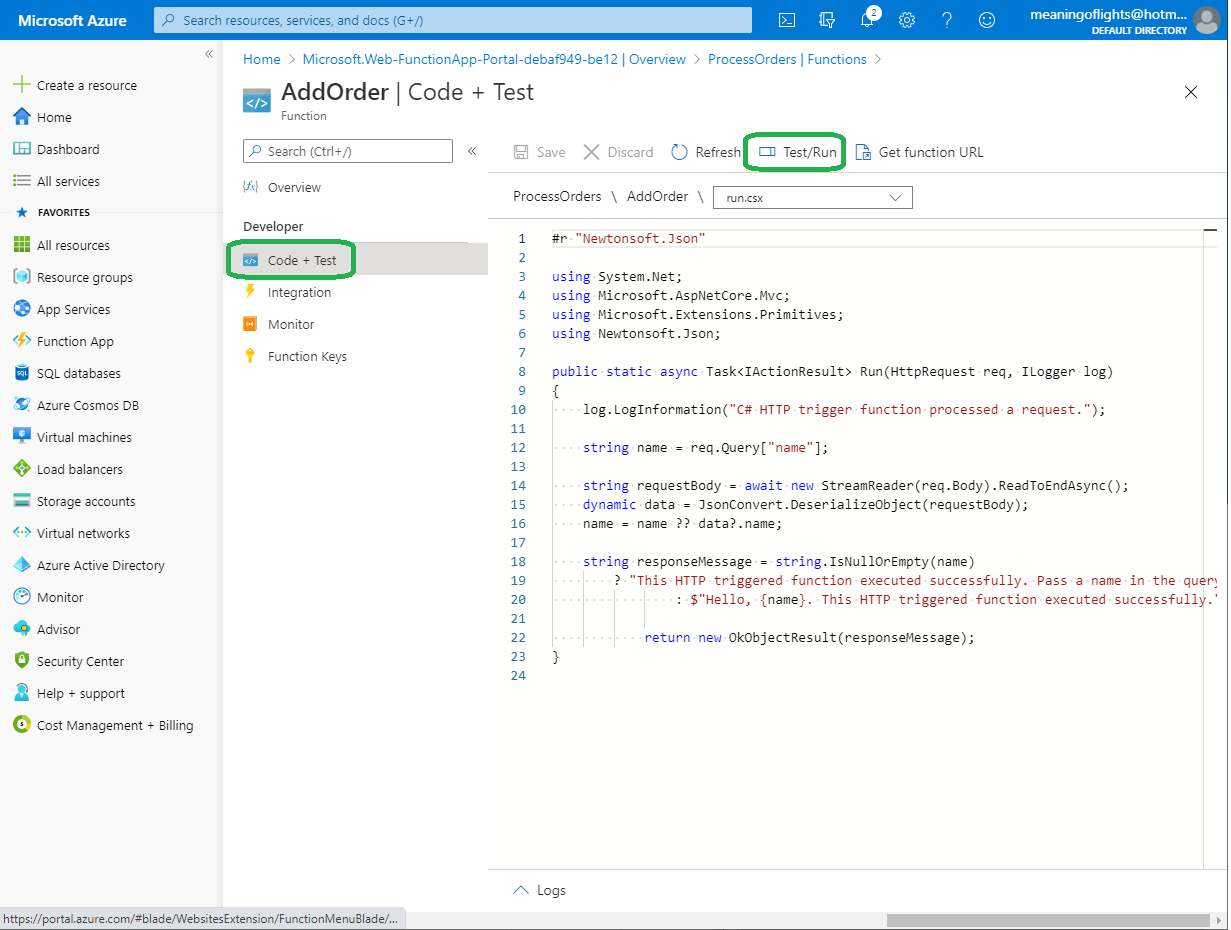 Microsoft Azure
Search resources, services, and docs (G+/)
2
meaningoflights@hotm...
DEFAULT DIRECTORY
Home > Microsoft.Web-FunctionApp-Portal-debaf949-be12 | Overview > ProcessOrders | Functions >
Create a resource
Home
Dashboard
All services
FAVORITES
All resources
Resource groups
App Services
Function App
SQL databases
Azure Cosmos DB
Virtual machines
Load balancers
Storage accounts
Virtual networks
Azure Active Directory
Monitor
Advisor
Security Center
Help + support
Cost Management + Billing
AddOrder | Code + Test
Function
Search (Ctrl+/)
Overview
Developer
Code + Test
Integration
Monitor
Function Keys
Save Discard Refresh Test/Run Get function URL
ProcessOrders \ AddOrder \ run.csx
1 #r "Newtonsoft.Json"
2
3 using System.Net;
4 using Microsoft.AspNetCore.Mvc;
5 using Microsoft.Extensions.Primitives;
6 using Newtonsoft.Json;
7
8 public static async Task<IActionResult> Run(HttpRequest req, ILogger log)
9 {
10 log.LogInformation("C# HTTP trigger function processed a request.");
11
12 string name = req.Query["name"];
13
14 string requestBody = await new StreamReader(req.Body).ReadToEndAsync();
15 dynamic data = JsonConvert.DeserializeObject(requestBody);
16 name = name ?? data?.name;
17
18 string responseMessage = string.IsNullOrEmpty(name)
19 ? "This HTTP triggered function executed successfully. Pass a name in the query
20 : $"Hello, {name}. This HTTP triggered function executed successfully."
21
22 return new OkObjectResult(responseMessage);
23 }
24
Logs
https://portal.azure.com/#blade/WebsitesExtension/FunctionMenuBlade/...